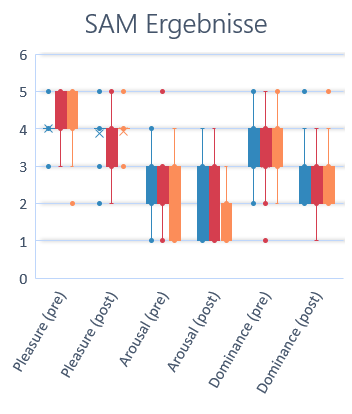 SAM Ergebnisse
6
5
4
3
2
1
0
Pleasure (pre)
Pleasure (post)
Arousal (pre)
Arousal (post)
Dominance (pre)
Dominance (post)